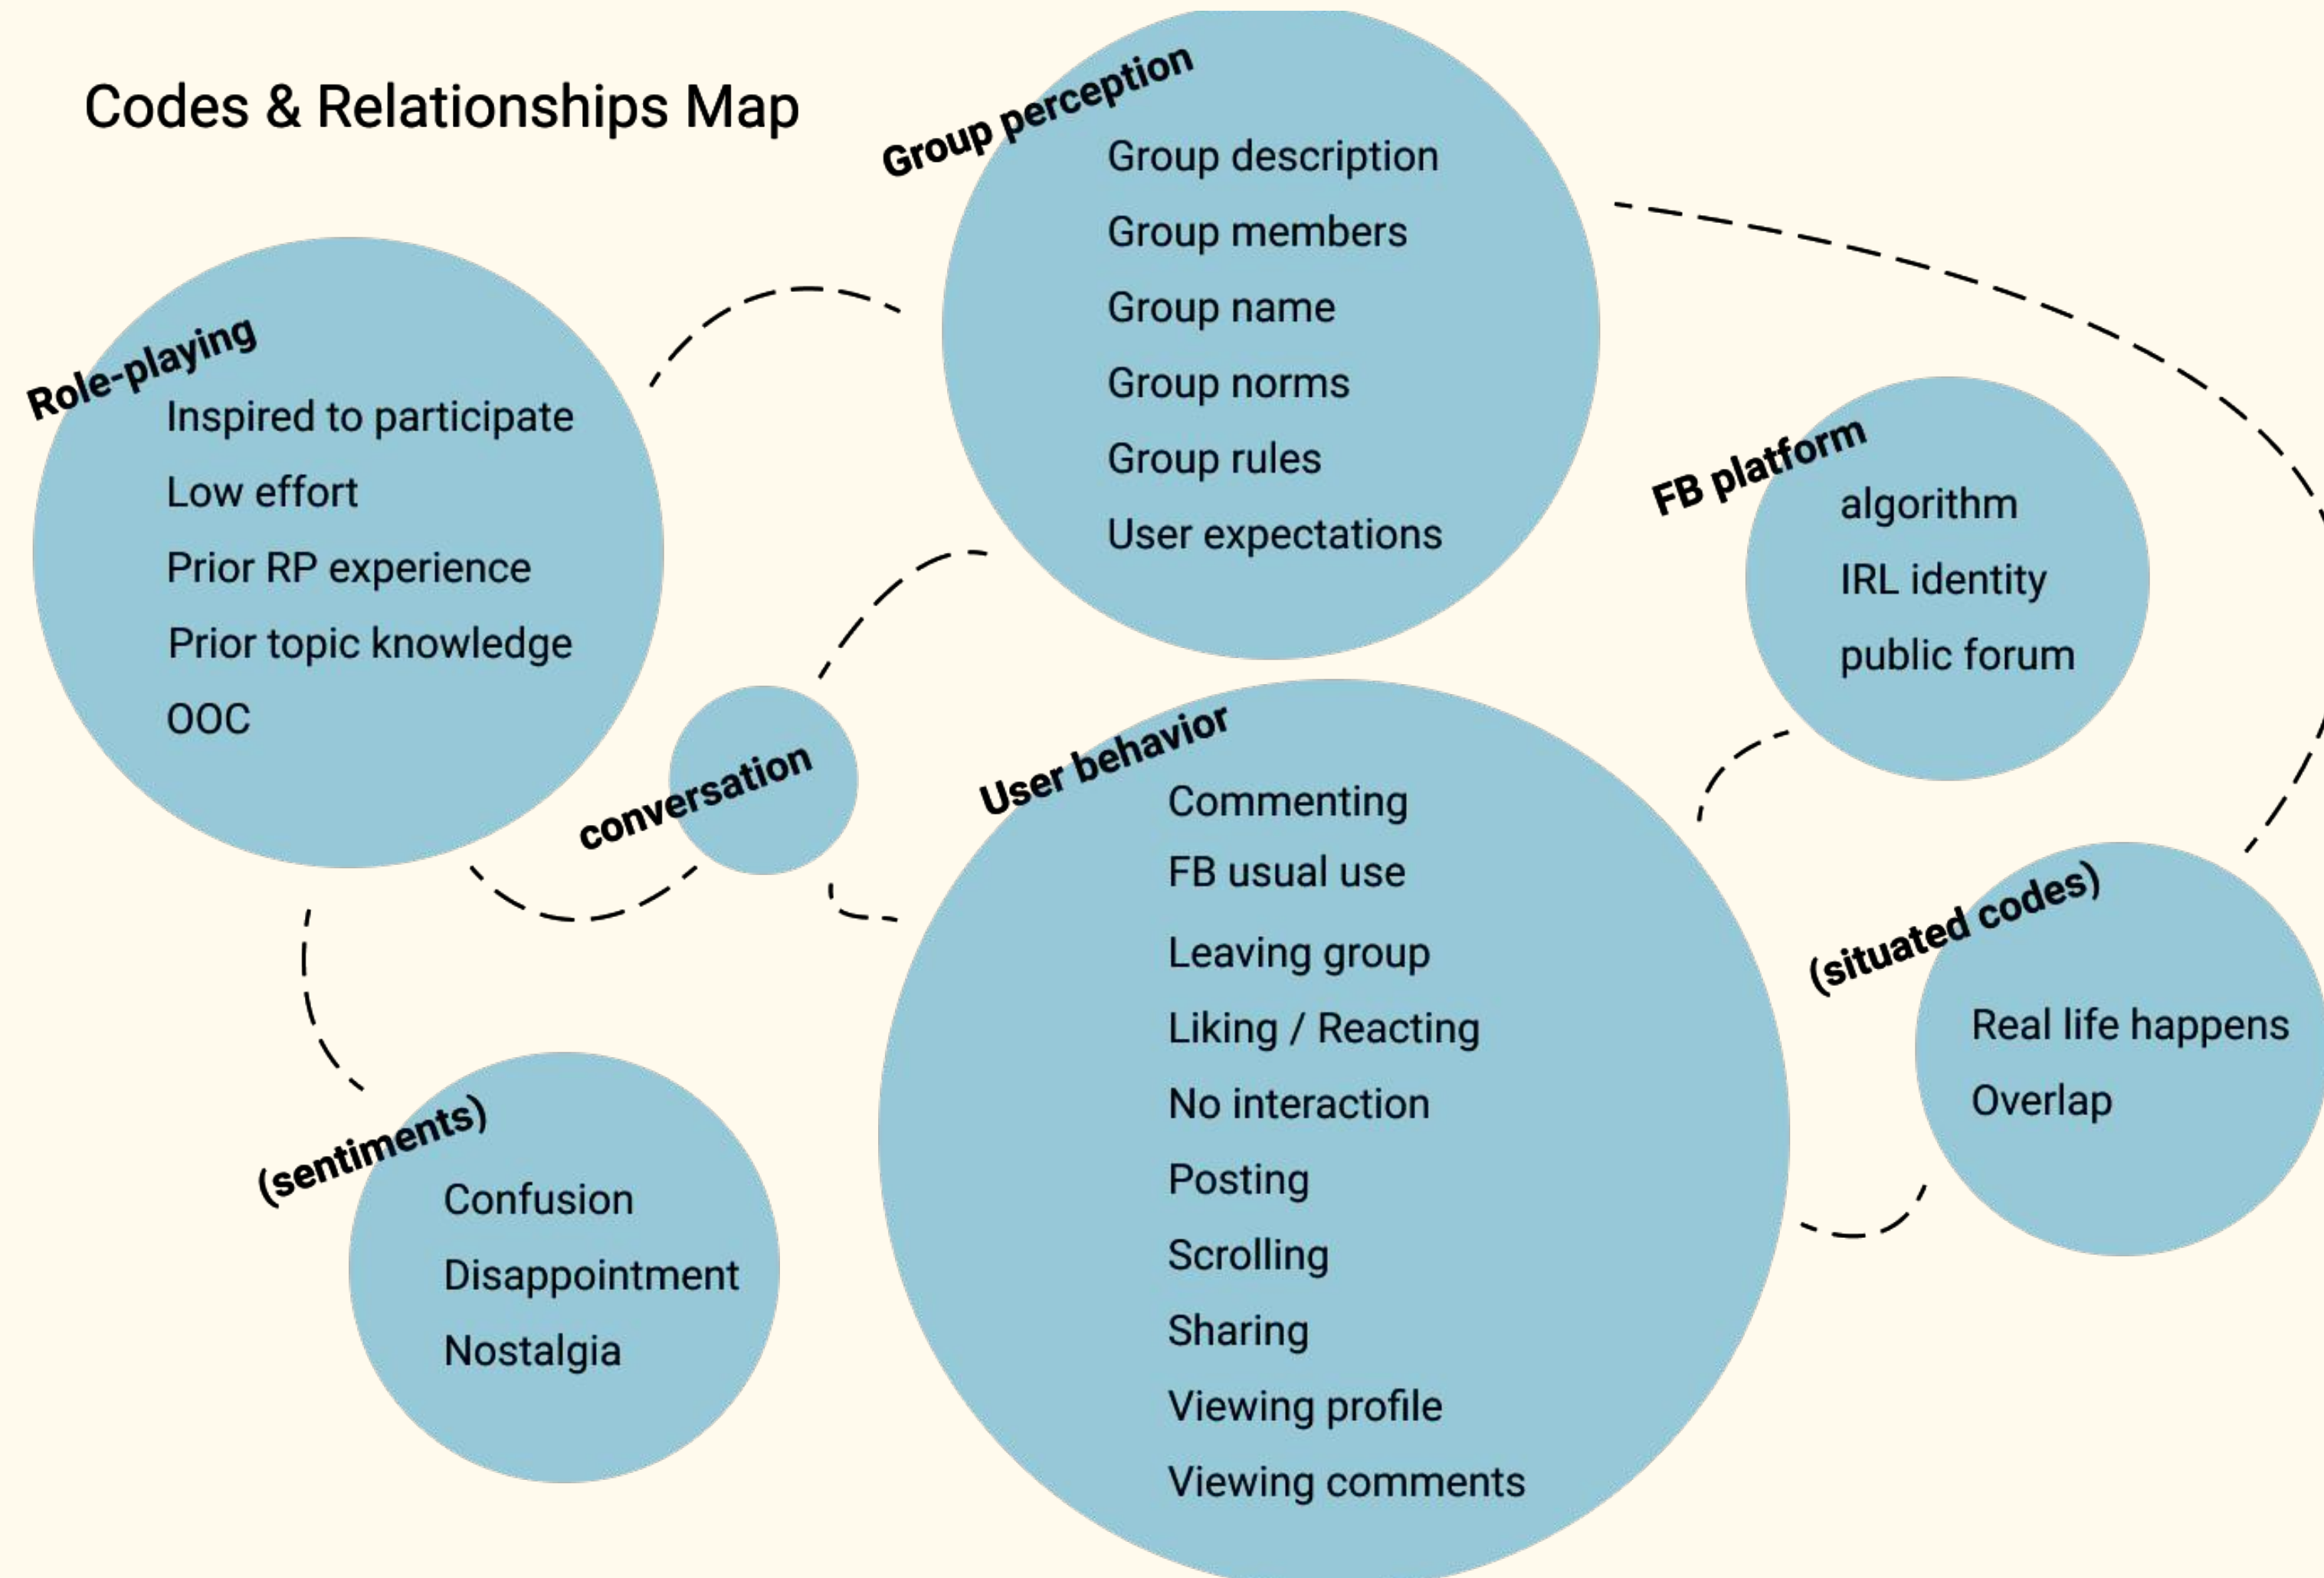 Codes & Relationships Map
Group perception
Group description
Group members
Group name
Group norms
Group rules
User expectations
Role-playing
Inspired to participate
Low effort
Prior RP experience
Prior topic knowledge
OOC
FB platform
algorithm
IRL identity
public forum
conversation
User behavior
Commenting
FB usual use
Leaving group
Liking / Reacting
No interaction
Posting
Scrolling
Sharing
Viewing profile
Viewing comments
(situated codes)
Real life happens
Overlap
(sentiments)
Confusion
Disappointment
Nostalgia